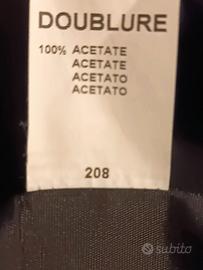 DOUBLURE
100% ACETATE
ACETATE
ACETATO
ACETATO
208
subito